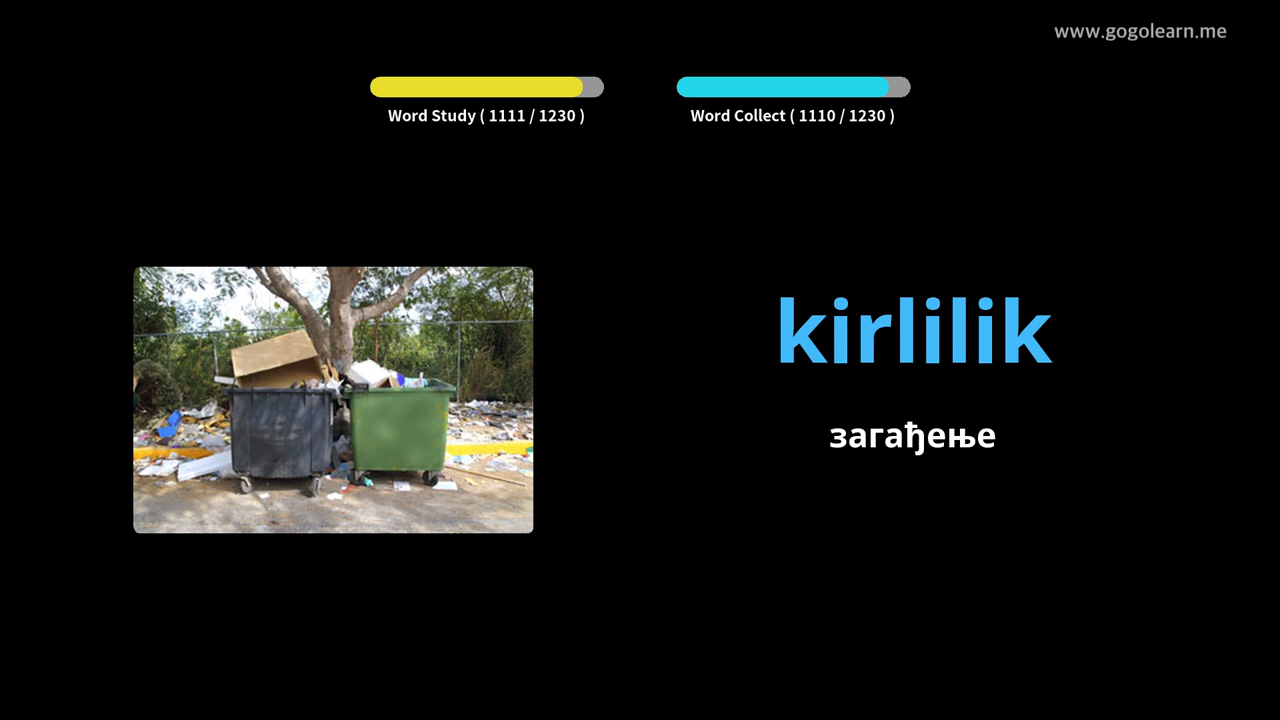 www.gogolearn.me
Word Study ( 1111 / 1230 )
Word Collect ( 1110 / 1230 )
kirlilik
загађење